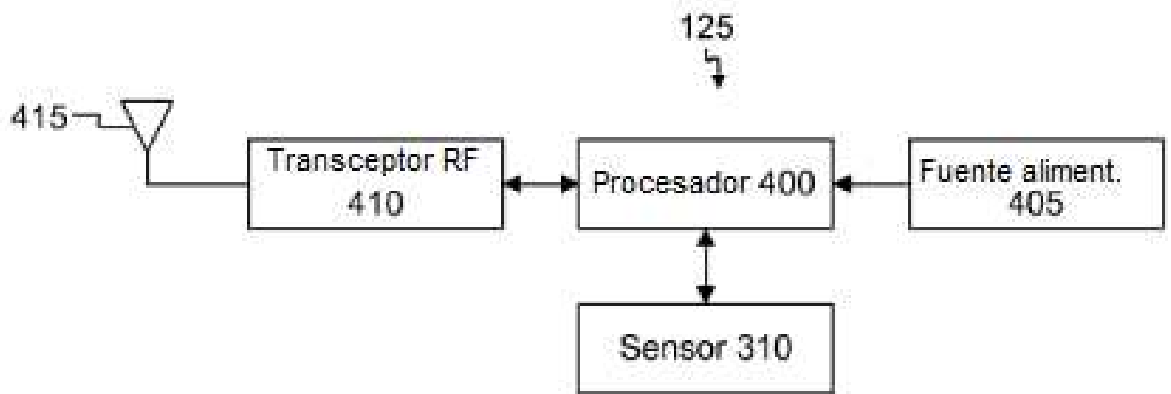 125
415
Transceptor RF
410
Procesador 400
Fuente aliment.
405
Sensor 310